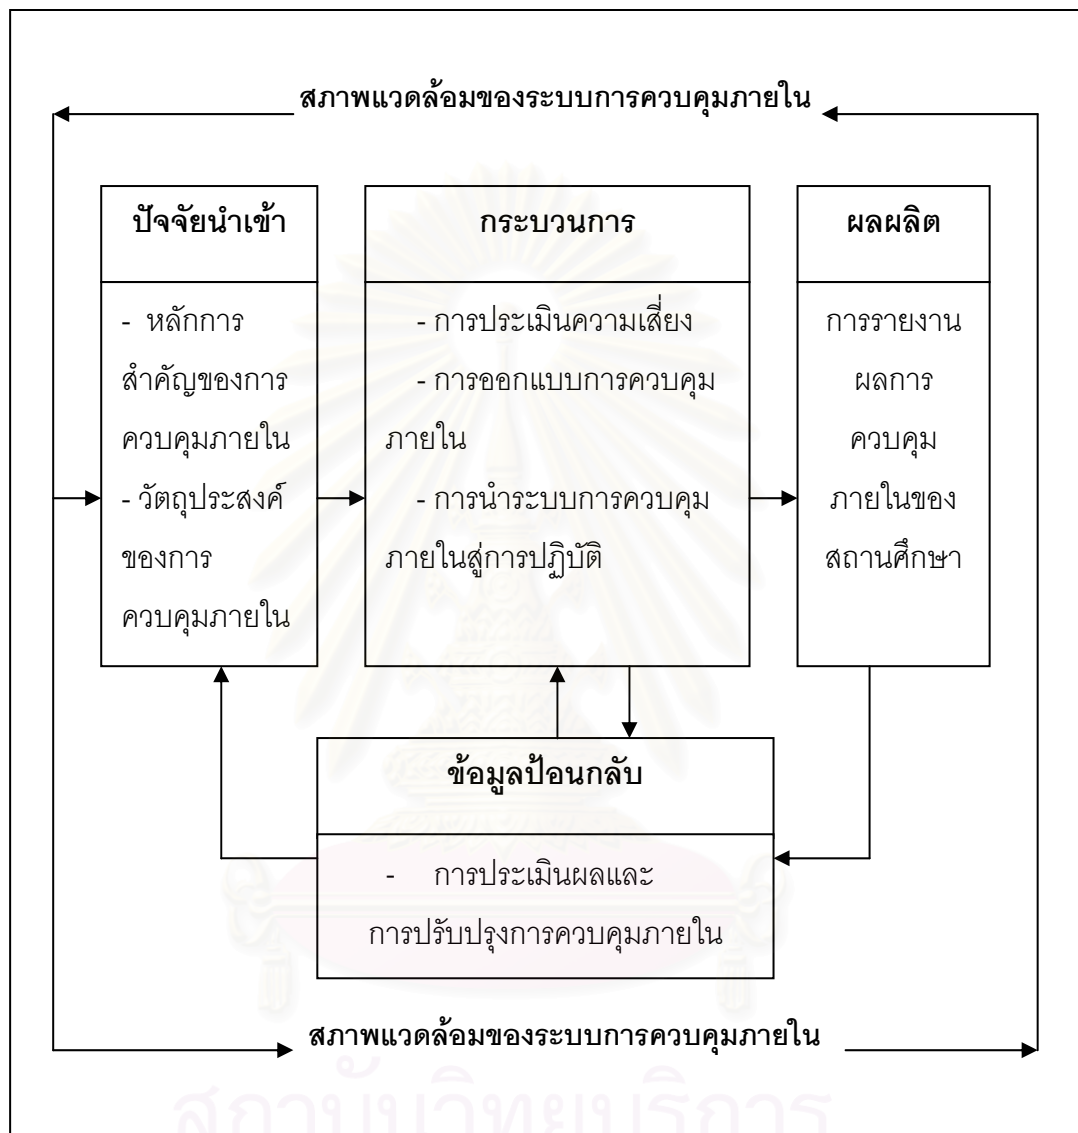 สภาพแวดล้อมของระบบการควบคุมภายใน
ปัจจัยนำเข้า
- หลักการ
สำคัญของการ
ควบคุมภายใน
- วัตถุประสงค์
ของการ
ควบคุมภายใน
กระบวนการ
- การประเมินความเสี่ยง
- การออกแบบการควบคุม
ภายใน
- การนำระบบการควบคุม
ภายในสู่การปฏิบัติ
ผลผลิต
การรายงาน
ผลการ
ควบคุม
ภายในของ
สถานศึกษา
ข้อมูลป้อนกลับ
- การประเมินผลและ
การปรับปรุงการควบคุมภายใน
สภาพแวดล้อมของระบบการควบคุมภายใน
สถาบันวิทยบริการ